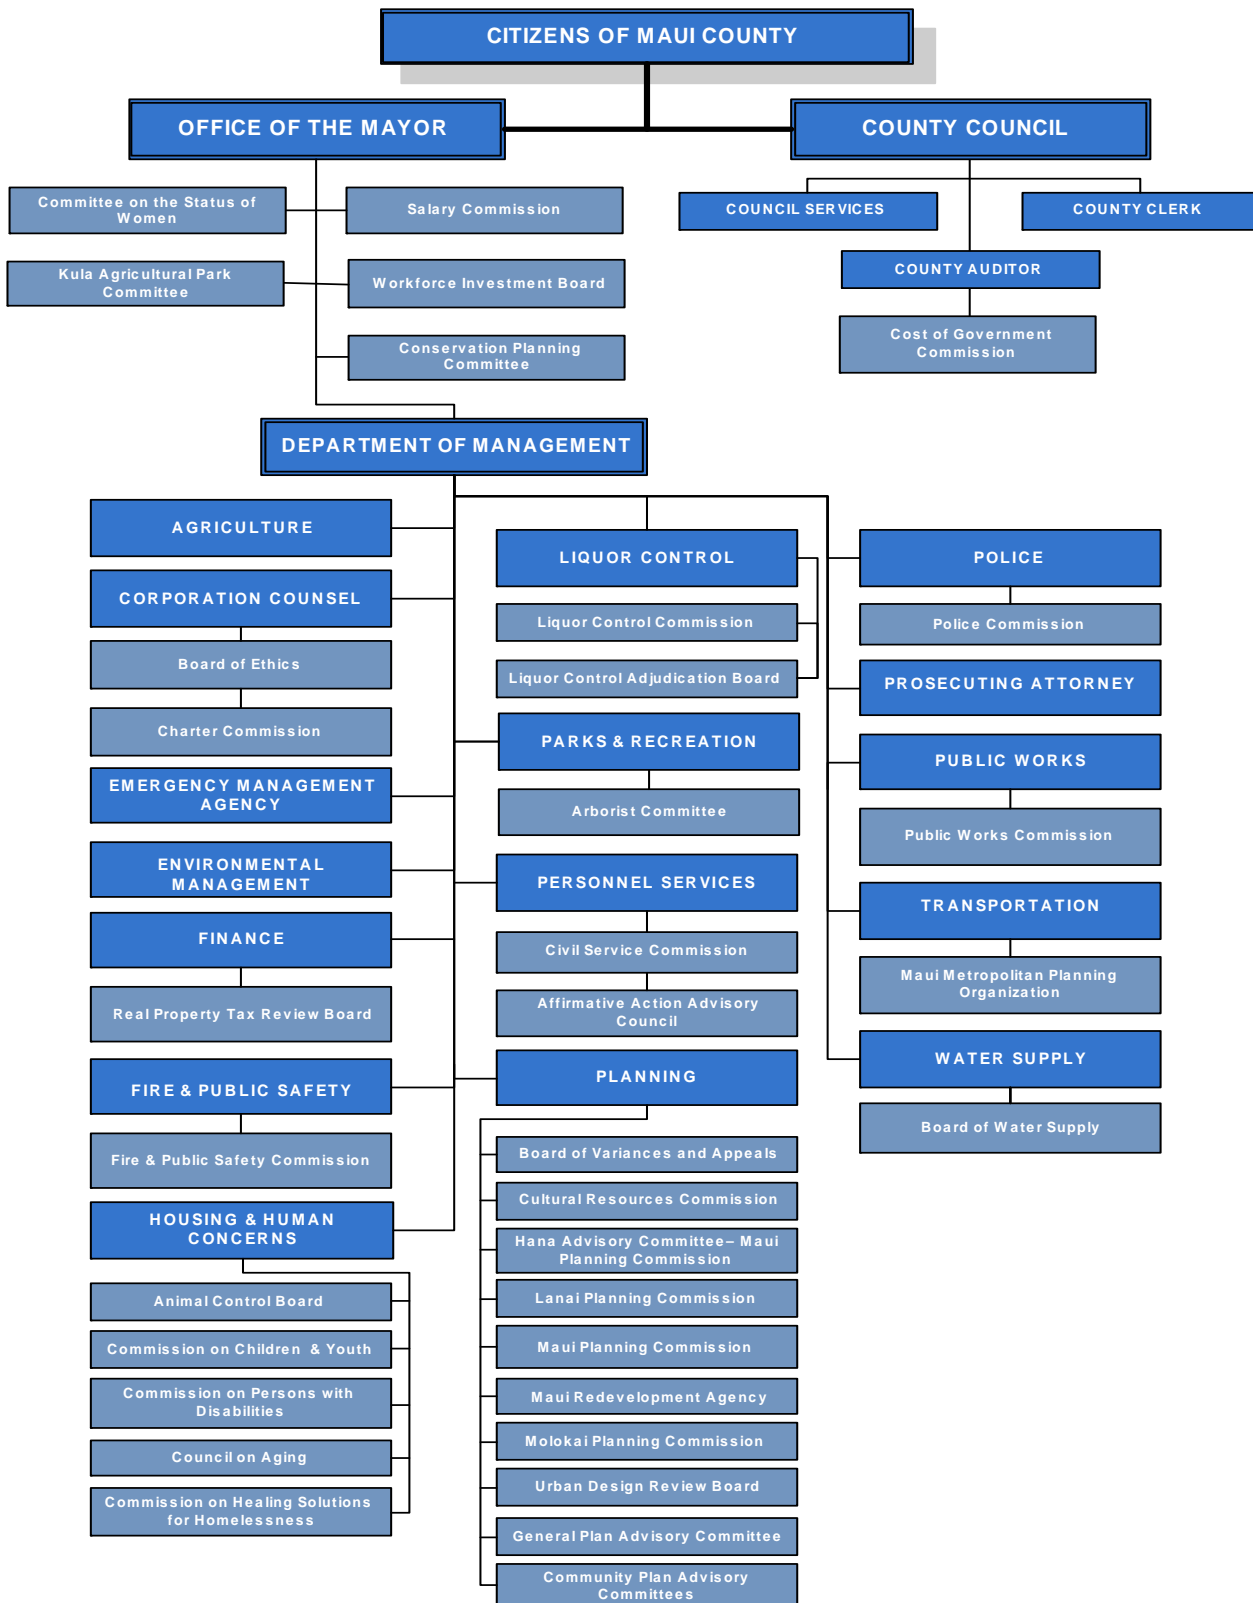 CITIZENS OF MAUI COUNTY
OFFICE OF THE MAYOR
COUNTY COUNCIL
Committee on the Status of
Women
Salary Commission
Kula Agricultural Park
Committee
Workforce Investment Board
Conservation Planning
Committee
COUNCIL SERVICES
COUNTY CLERK
COUNTY AUDITOR
Cost of Government
Commission
DEPARTMENT OF MANAGEMENT
AGRICULTURE
CORPORATION COUNSEL
Board of Ethics
Charter Commission
EMERGENCY MANAGEMENT
AGENCY
ENVIRONMENTAL
MANAGEMENT
FINANCE
Real Property Tax Review Board
FIRE & PUBLIC SAFETY
Fire & Public Safety Commission
HOUSING & HUMAN
CONCERNS
Animal Control Board
Commission on Children & Youth
Commission on Persons with
Disabilities
Council on Aging
Commission on Healing Solutions
for Homelessness
LIQUOR CONTROL
Liquor Control Commission
Liquor Control Adjudication Board
PARKS & RECREATION
Arborist Committee
PERSONNEL SERVICES
Civil Service Commission
Affirmative Action Advisory
Council
PLANNING
Board of Variances and Appeals
Cultural Resources Commission
Hana Advisory Committee– Maui
Planning Commission
Lanai Planning Commission
Maui Planning Commission
Maui Redevelopment Agency
Molokai Planning Commission
Urban Design Review Board
General Plan Advisory Committee
Community Plan Advisory
Committees
POLICE
Police Commission
PROSECUTING ATTORNEY
PUBLIC WORKS
Public Works Commission
TRANSPORTATION
Maui Metropolitan Planning
Organization
WATER SUPPLY
Board of Water Supply